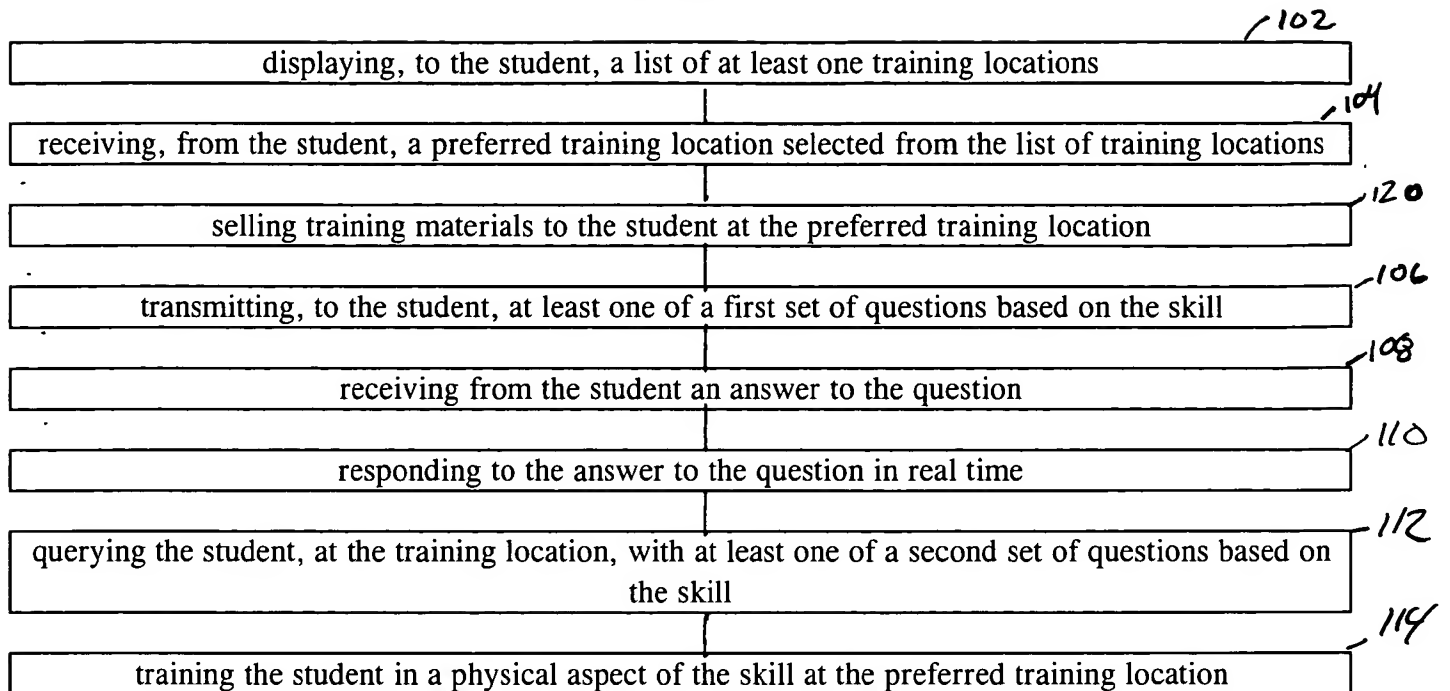 102
displaying, to the student, a list of at least one training locations
104
receiving, from the student, a preferred training location selected from the list of training locations
120
selling training materials to the student at the preferred training location
106
transmitting, to the student, at least one of a first set of questions based on the skill
108
receiving from the student an answer to the question
110
responding to the answer to the question in real time
112
querying the student, at the training location, with at least one of a second set of questions based on
the skill
114
training the student in a physical aspect of the skill at the preferred training location